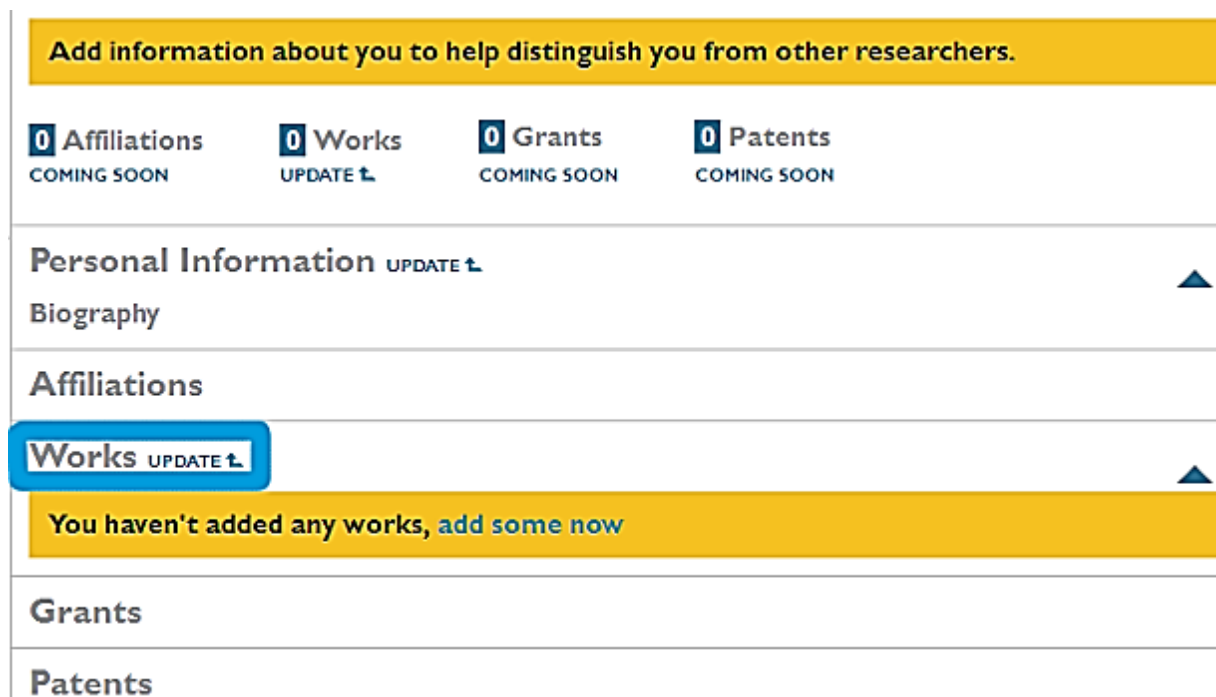 Add information about you to help distinguish you from other researchers.
0 Affiliations 0 Works 0 Grants 0 Patents
COMING SOON UPDATE COMING SOON COMING SOON
Personal Information UPDATE
Biography
Affiliations
Works UPDATE
You haven't added any works, add some now
Grants
Patents